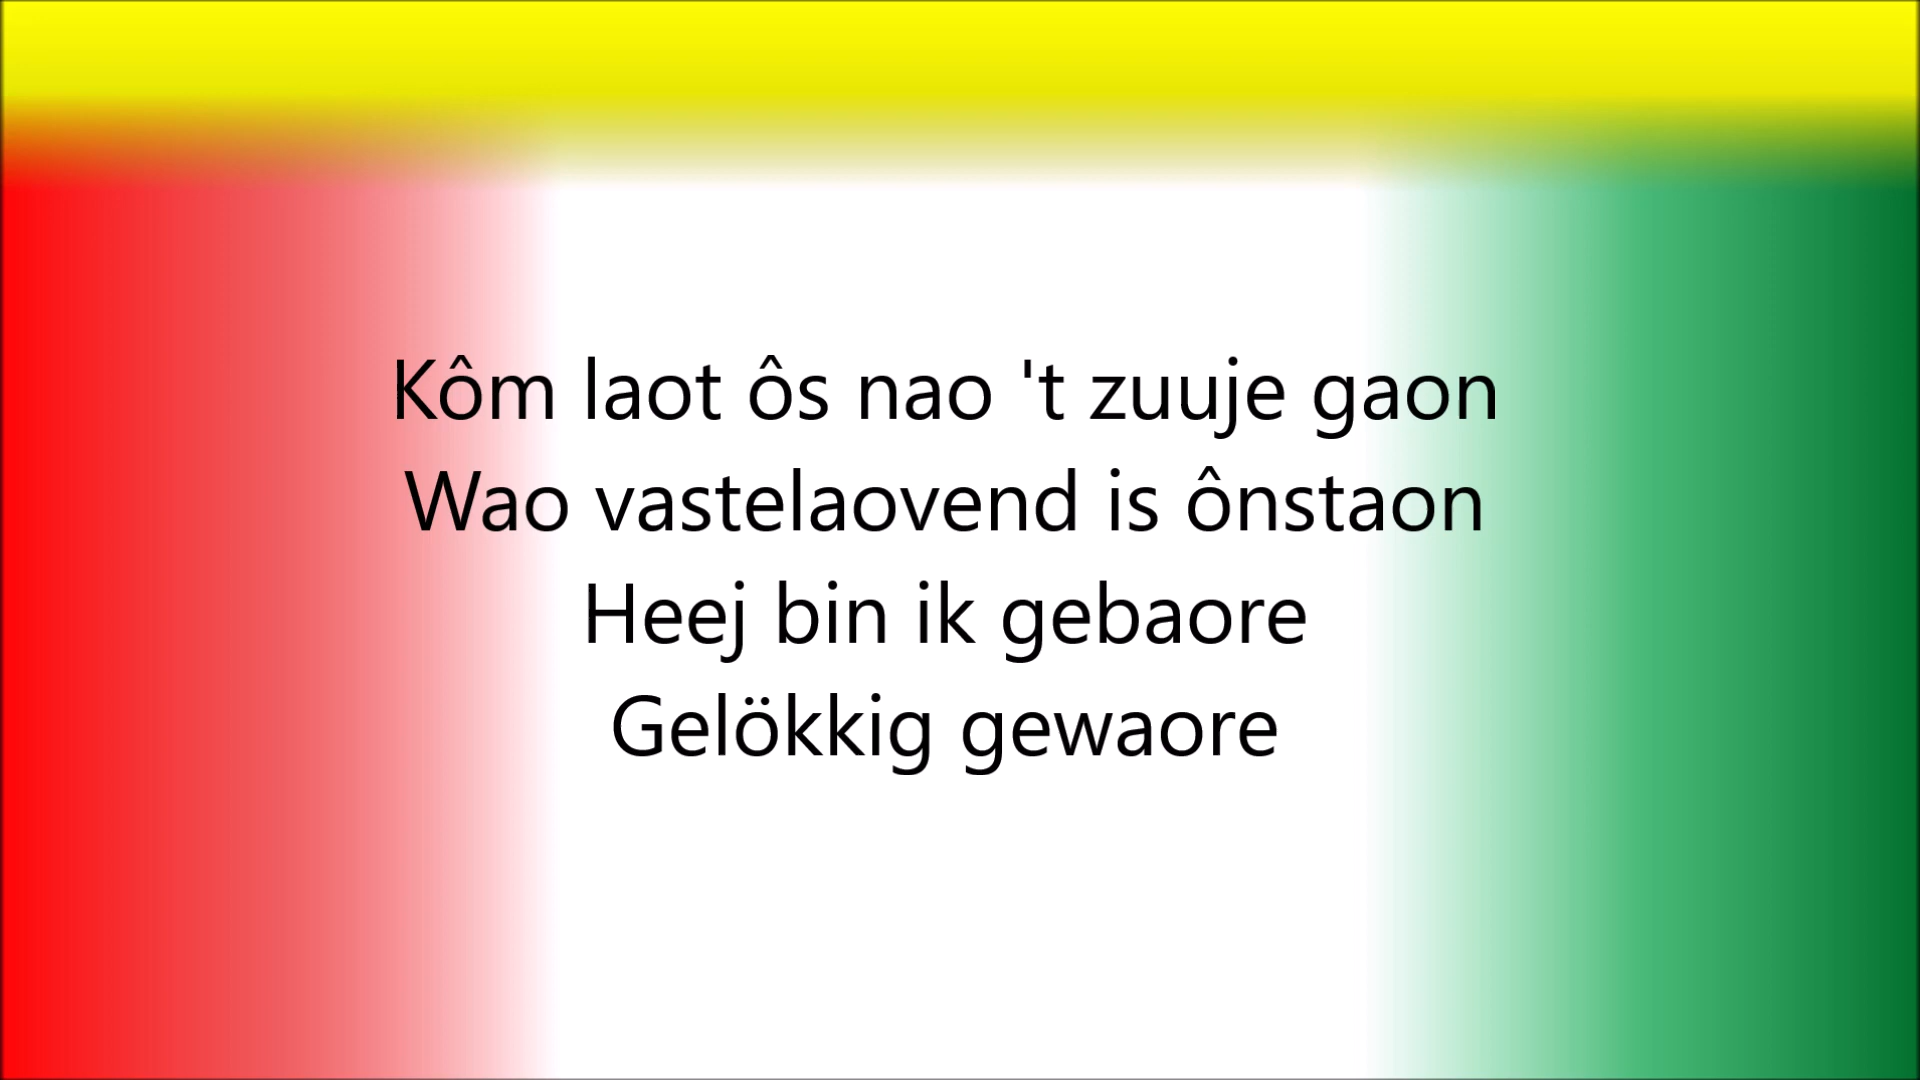 Kôm laot ôs nao 't zuuje gaon
Wao vastelaovend is ônstaon
Heej bin ik gebaore
Gelökkig gewaore